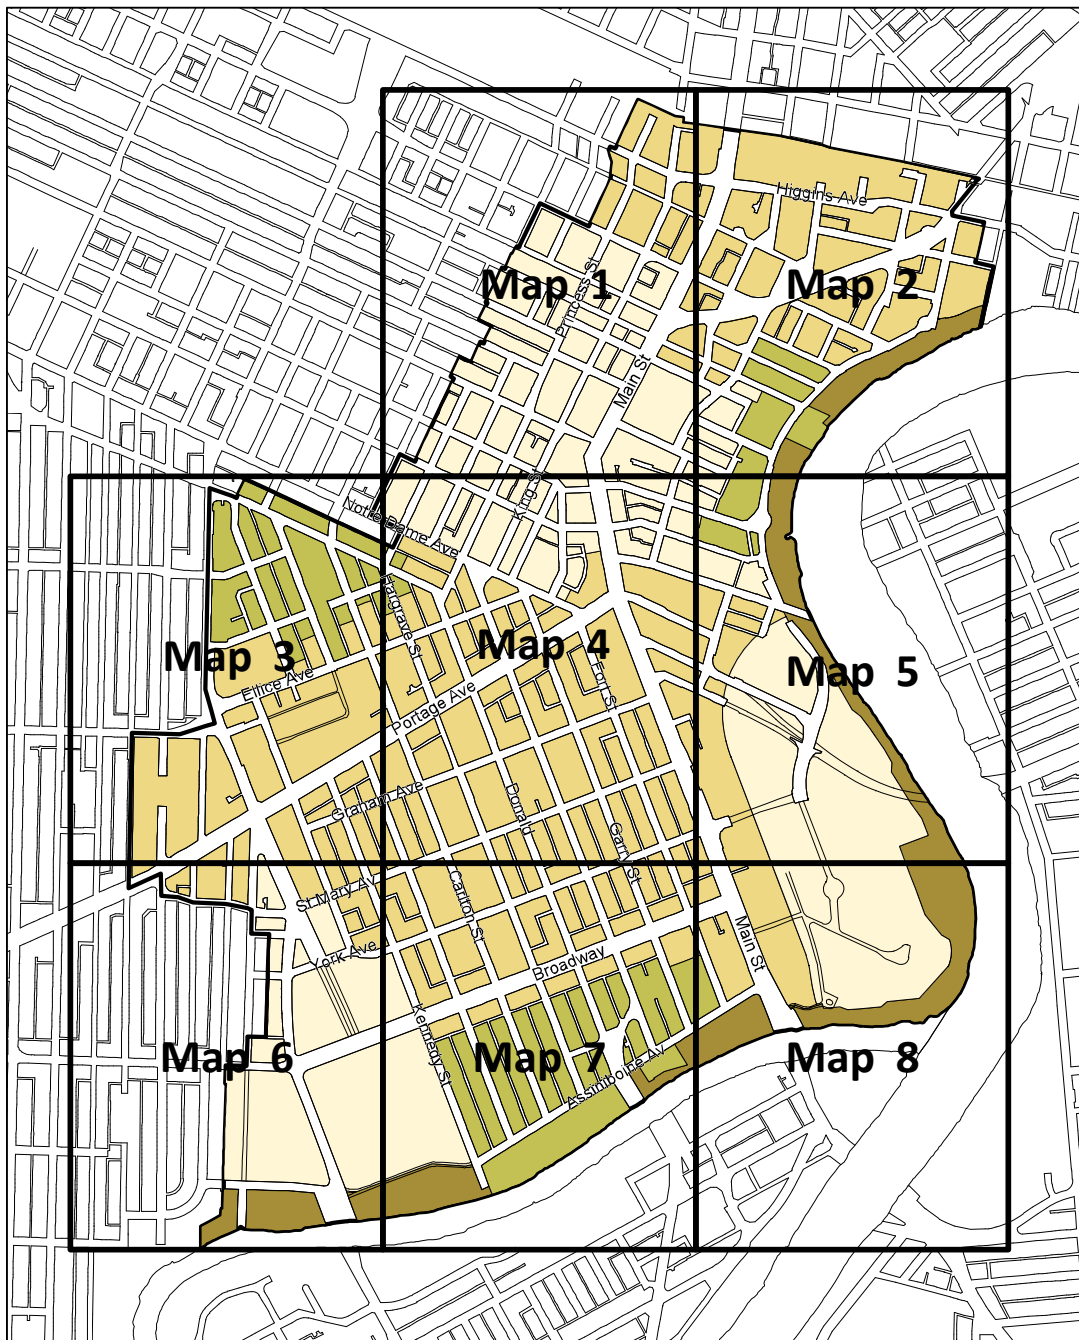 Higgins Ave
Map 1
Map 2
Princess St
Main St
King St
Notre Dame Ave
Hargrave St
Map 3
Map 4
Map 5
Ellice Ave
Fort St
Portage Ave
Graham Ave
Donald
Garry St
St Mary Av
Carlton St
Main St
York Ave
Broadway
Kennedy St
Map 6
Map 7
Map 8
Assiniboine Av